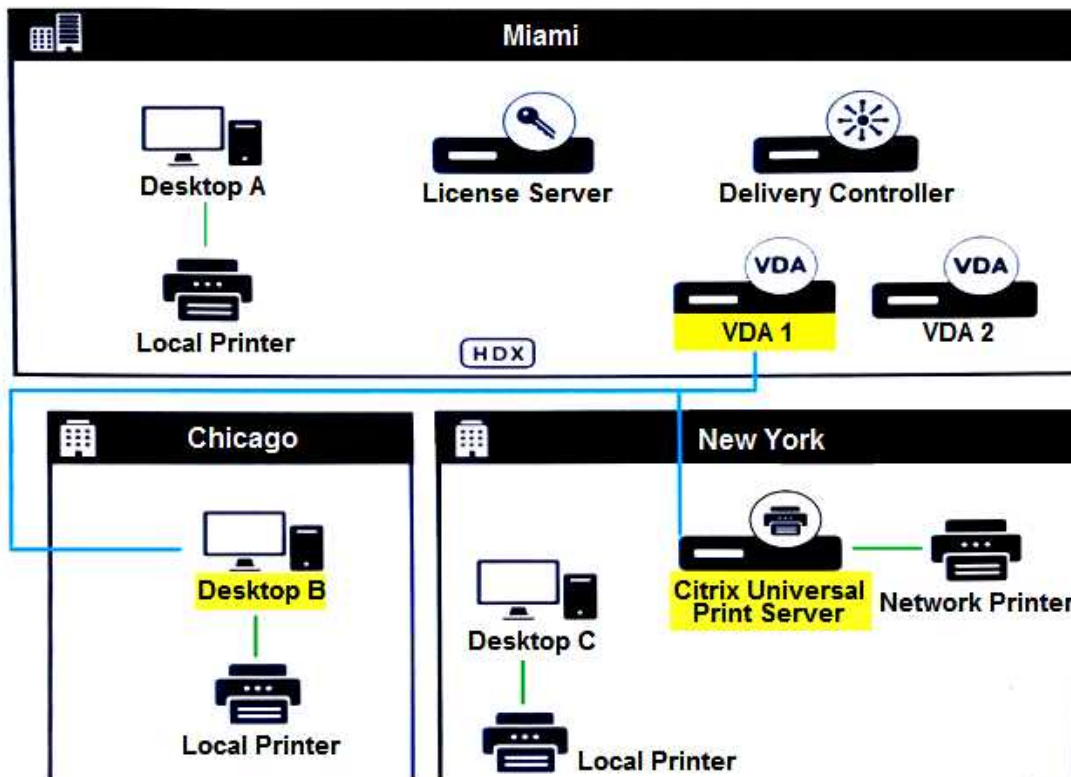 Miami
Desktop A
License Server
Delivery Controller
Local Printer
VDA
VDA 1
VDA
VDA 2
HDX
Chicago
Desktop B
Local Printer
New York
Desktop C
Local Printer
Citrix Universal
Print Server
Network Printer